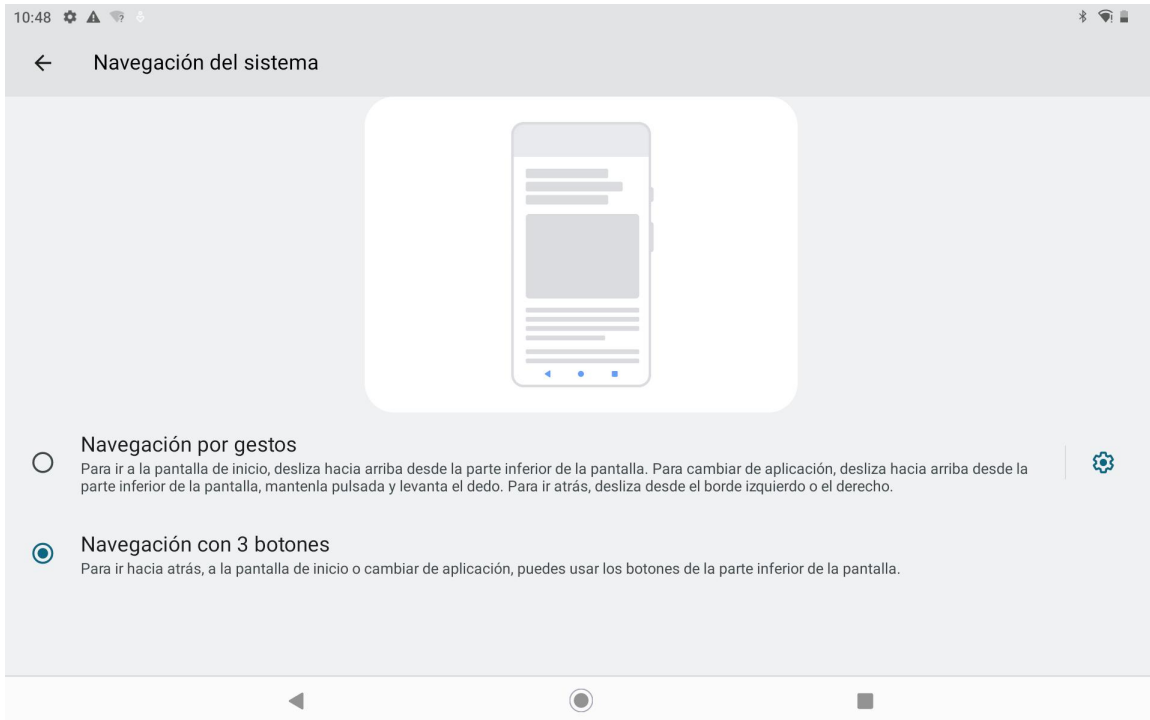 10:48
Navegación del sistema
Navegación por gestos
Para ir a la pantalla de inicio, desliza hacia arriba desde la parte inferior de la pantalla. Para cambiar de aplicación, desliza hacia arriba desde la
parte inferior de la pantalla, mantenla pulsada y levanta el dedo. Para ir atrás, desliza desde el borde izquierdo o el derecho.
Navegación con 3 botones
Para ir hacia atrás, a la pantalla de inicio o cambiar de aplicación, puedes usar los botones de la parte inferior de la pantalla.